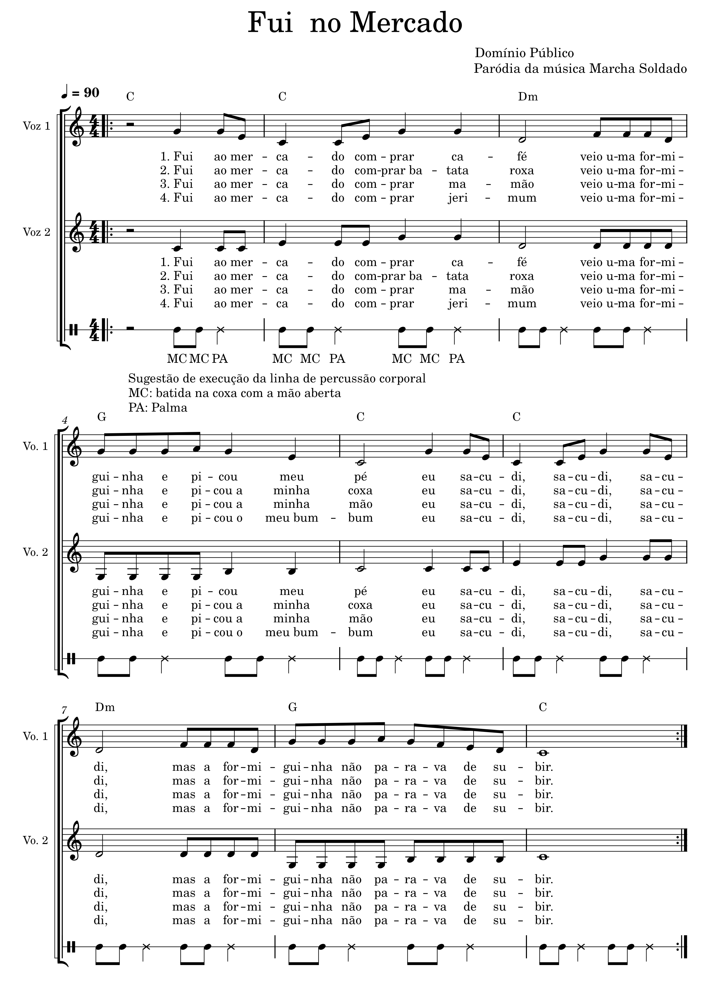 Fui no Mercado
Domínio Público
Paródia da música Marcha Soldado
♩ = 90
C C Dm
Voz 1
4 4
1. Fui ao mer – ca – do com – prar ca – fé veio u – ma for – mi –
2. Fui ao mer – ca – do com – prar ba – tata roxa veio u – ma for – mi –
3. Fui ao mer – ca – do com – prar ma – mão veio u – ma for – mi –
4. Fui ao mer – ca – do com – prar jeri – mum veio u – ma for – mi –
Voz 2
4 4
1. Fui ao mer – ca – do com – prar ca – fé veio u – ma for – mi –
2. Fui ao mer – ca – do com – prar ba – tata roxa veio u – ma for – mi –
3. Fui ao mer – ca – do com – prar ma – mão veio u – ma for – mi –
4. Fui ao mer – ca – do com – prar jeri – mum veio u – ma for – mi –
4 4
MC MC PA MC MC PA MC MC PA
Sugestão de execução da linha de percussão corporal
MC: batida na coxa com a mão aberta
PA: Palma
4 G C C
Vo. 1
gui – nha e pi – cou meu pé eu sa – cu – di, sa – cu – di, sa – cu –
gui – nha e pi – cou a minha coxa eu sa – cu – di, sa – cu – di, sa – cu –
gui – nha e pi – cou a minha mão eu sa – cu – di, sa – cu – di, sa – cu –
gui – nha e pi – cou o meu bum – bum eu sa – cu – di, sa – cu – di, sa – cu –
Vo. 2
gui – nha e pi – cou meu pé eu sa – cu – di, sa – cu – di, sa – cu –
gui – nha e pi – cou a minha coxa eu sa – cu – di, sa – cu – di, sa – cu –
gui – nha e pi – cou a minha mão eu sa – cu – di, sa – cu – di, sa – cu –
gui – nha e pi – cou o meu bum – bum eu sa – cu – di, sa – cu – di, sa – cu –
7 Dm G C
Vo. 1
di, mas a for – mi – gui – nha não pa – ra – va de su – bir.
di, mas a for – mi – gui – nha não pa – ra – va de su – bir.
di, mas a for – mi – gui – nha não pa – ra – va de su – bir.
di, mas a for – mi – gui – nha não pa – ra – va de su – bir.
Vo. 2
di, mas a for – mi – gui – nha não pa – ra – va de su – bir.
di, mas a for – mi – gui – nha não pa – ra – va de su – bir.
di, mas a for – mi – gui – nha não pa – ra – va de su – bir.
di, mas a for – mi – gui – nha não pa – ra – va de su – bir.